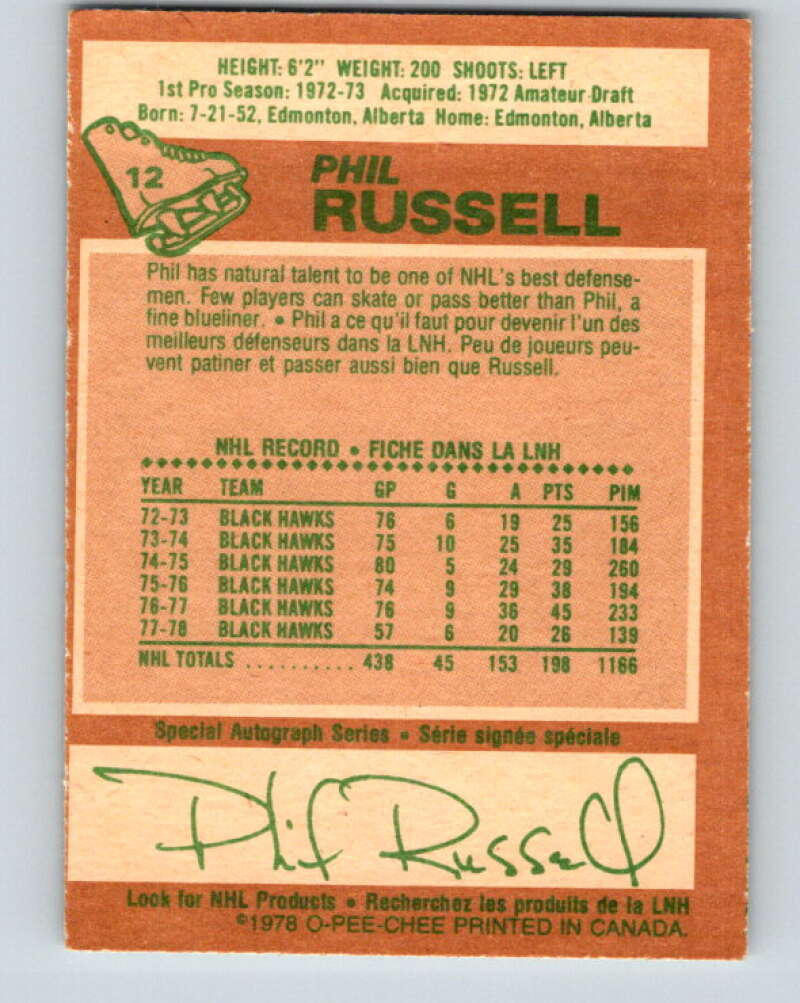 HEIGHT: 6'2" WEIGHT: 200 SHOOTS: LEFT
1st Pro Season: 1972-73 Acquired: 1972 Amateur Draft
Born: 7-21-52, Edmonton, Alberta Home: Edmonton, Alberta
12
PHIL
RUSSELL
Phil has natural talent to be one of NHL's best defense-
men. Few players can skate or pass better than Phil, a
fine blueliner. • Phil a ce qu'il faut pour devenir l'un des
meilleurs défenseurs dans la LNH. Peu de joueurs peu-
vent patiner et passer aussi bien que Russell.
NHL RECORD • FICHE DANS LA LNH
YEAR TEAM GP G A PTS PIM
72-73 BLACK HAWKS 76 6 19 25 156
73-74 BLACK HAWKS 75 10 25 35 184
74-75 BLACK HAWKS 80 5 24 29 260
75-76 BLACK HAWKS 74 9 29 38 194
76-77 BLACK HAWKS 76 9 36 45 233
77-78 BLACK HAWKS 57 6 20 26 139
NHL TOTALS .......... 438 45 153 198 1166
Special Autograph Series • Série signée spéciale
Phil Russell
Look for NHL Products • Recherchez les produits de la LNH
©1978 O-PEE-CHEE PRINTED IN CANADA.